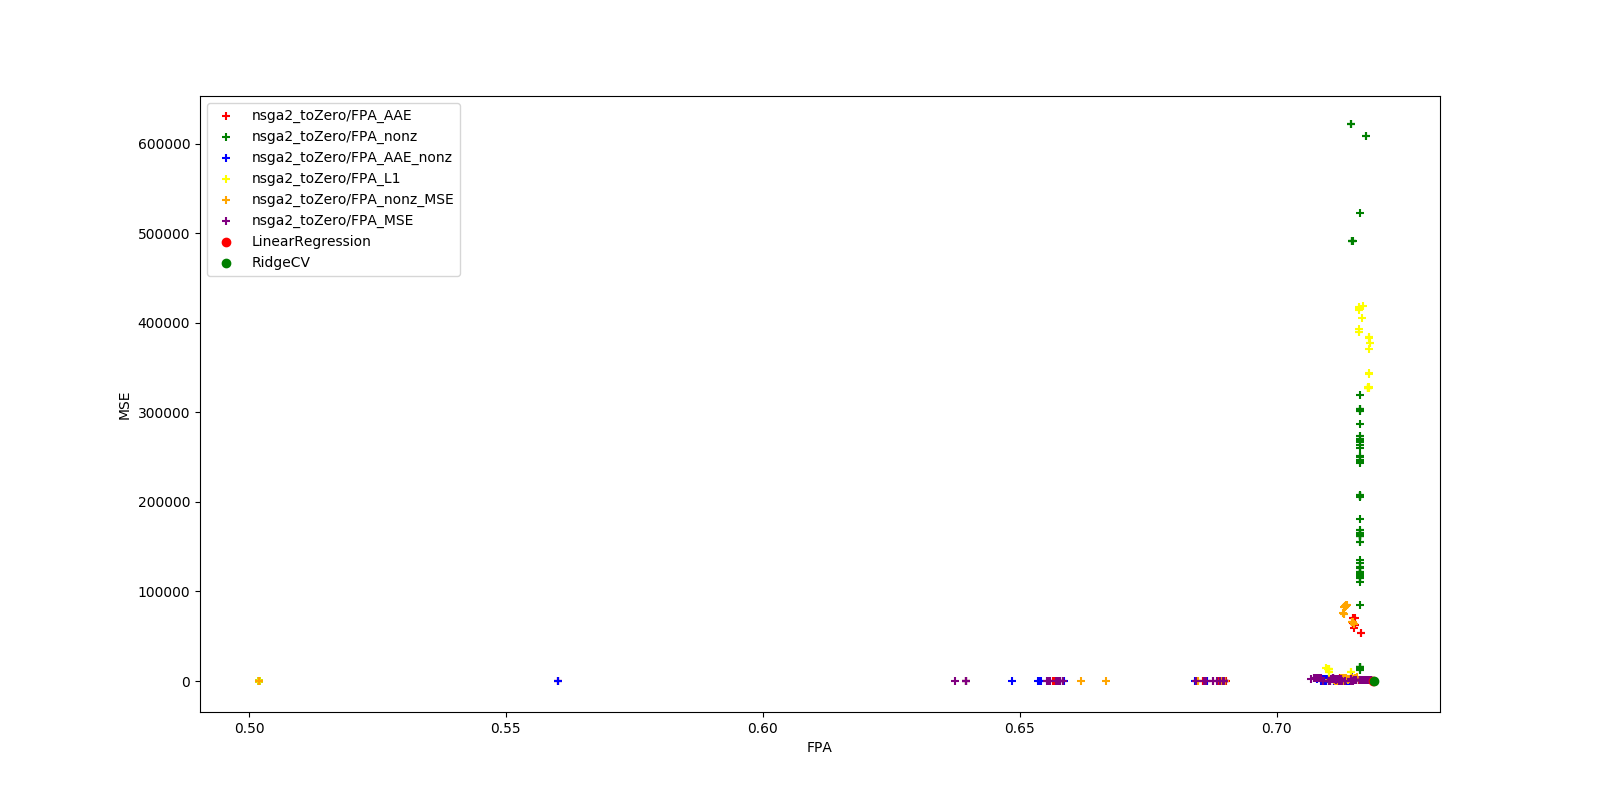 nsga2_toZero/FPA_AAE
nsga2_toZero/FPA_nonz
nsga2_toZero/FPA_AAE_nonz
nsga2_toZero/FPA_L1
nsga2_toZero/FPA_nonz_MSE
nsga2_toZero/FPA_MSE
LinearRegression
RidgeCV
600000
500000
400000
300000
200000
100000
0
MSE
0.50 0.55 0.60 0.65 0.70
FPA